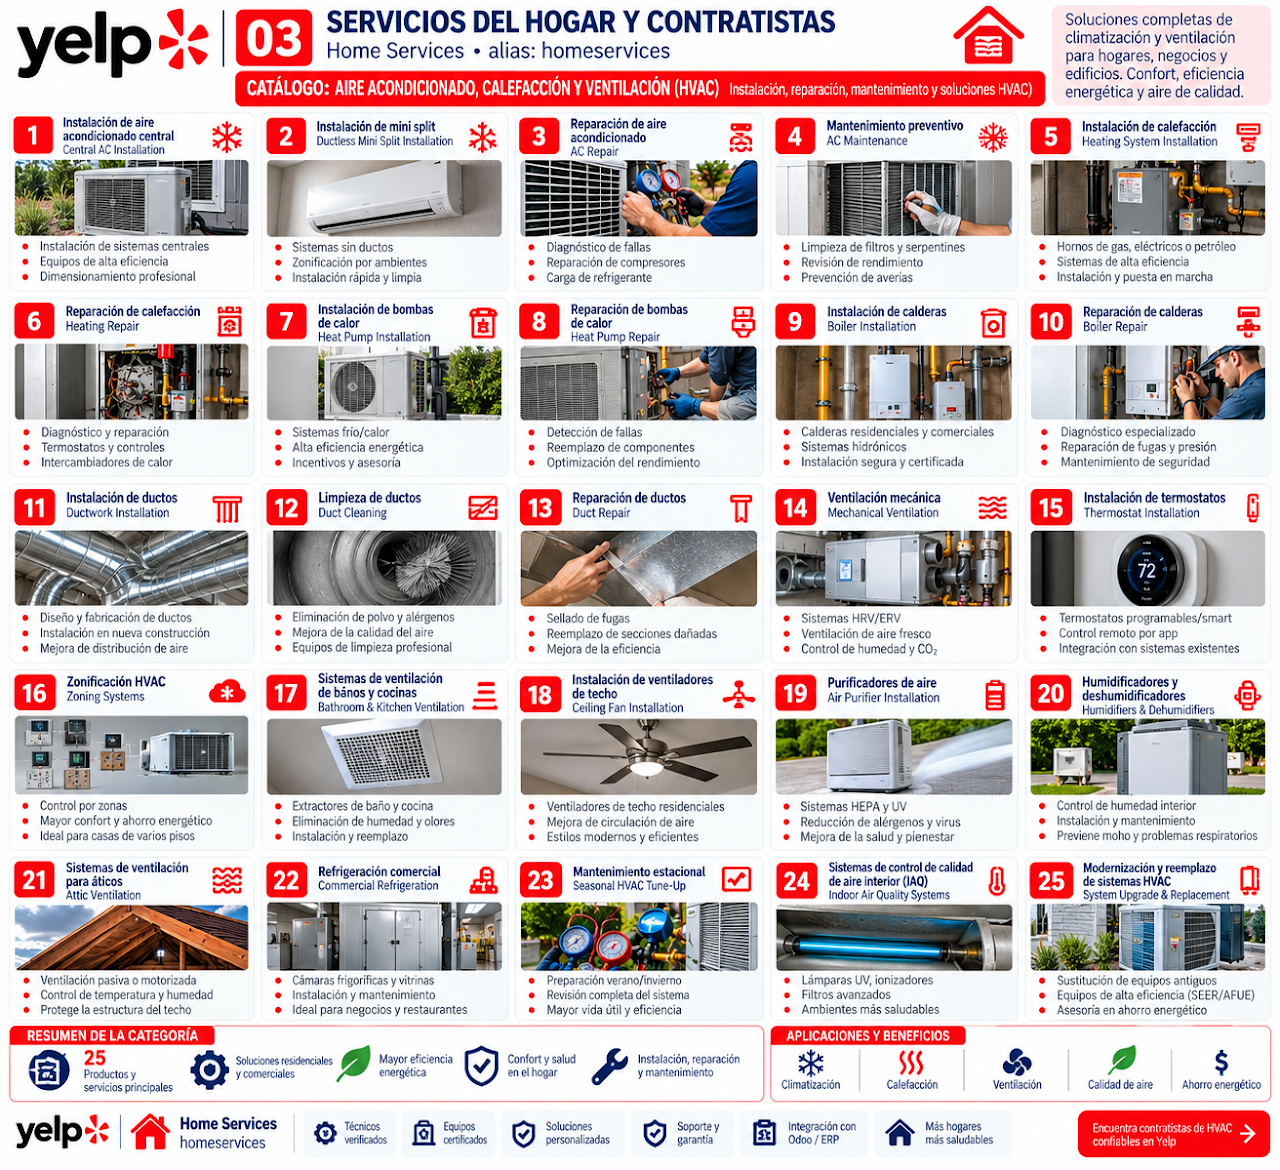 yelp
03
SERVICIOS DEL HOGAR Y CONTRATISTAS
Home Services • alias: homeservices
CATÁLOGO: AIRE ACONDICIONADO, CALEFACCIÓN Y VENTILACIÓN (HVAC) Instalación, reparación, mantenimiento y soluciones HVAC)
Soluciones completas de
climatización y ventilación
para hogares, negocios y
edificios. Confort, eficiencia
energética y aire de calidad.
1
Instalación de aire
acondicionado central
Central AC Installation
• Instalación de sistemas centrales
• Equipos de alta eficiencia
• Dimensionamiento profesional
2
Instalación de mini split
Ductless Mini Split Installation
• Sistemas sin ductos
• Zonificación por ambientes
• Instalación rápida y limpia
3
Reparación de aire
acondicionado
AC Repair
• Diagnóstico de fallas
• Reparación de compresores
• Carga de refrigerante
4
Mantenimiento preventivo
AC Maintenance
• Limpieza de filtros y serpentines
• Revisión de rendimiento
• Prevención de averías
5
Instalación de calefacción
Heating System Installation
• Hornos de gas, eléctricos o petróleo
• Sistemas de alta eficiencia
• Instalación y puesta en marcha
6
Reparación de calefacción
Heating Repair
• Diagnóstico y reparación
• Termostatos y controles
• Intercambiadores de calor
7
Instalación de bombas
de calor
Heat Pump Installation
• Sistemas frío/calor
• Alta eficiencia energética
• Incentivos y asesoría
8
Reparación de bombas
de calor
Heat Pump Repair
• Detección de fallas
• Reemplazo de componentes
• Optimización del rendimiento
9
Instalación de calderas
Boiler Installation
• Calderas residenciales y comerciales
• Sistemas hidrónicos
• Instalación segura y certificada
10
Reparación de calderas
Boiler Repair
• Diagnóstico especializado
• Reparación de fugas y presión
• Mantenimiento de seguridad
11
Instalación de ductos
Ductwork Installation
• Diseño y fabricación de ductos
• Instalación en nueva construcción
• Mejora de distribución de aire
12
Limpieza de ductos
Duct Cleaning
• Eliminación de polvo y alérgenos
• Mejora de la calidad del aire
• Equipos de limpieza profesional
13
Reparación de ductos
Duct Repair
• Sellado de fugas
• Reemplazo de secciones dañadas
• Mejora de la eficiencia
14
Ventilación mecánica
Mechanical Ventilation
• Sistemas HRV/ERV
• Ventilación de aire fresco
• Control de humedad y CO₂
15
Instalación de termostatos
Thermostat Installation
72
• Termostatos programables/smart
• Control remoto por app
• Integración con sistemas existentes
16
Zonificación HVAC
Zoning Systems
• Control por zonas
• Mayor confort y ahorro energético
• Ideal para casas de varios pisos
17
Sistemas de ventilación
de bános y cocinas
Bathroom & Kitchen Ventilation
• Extractores de baño y cocina
• Eliminación de humedad y olores
• Instalación y reemplazo
18
Instalación de ventiladores
de techo
Ceiling Fan Installation
• Ventiladores de techo residenciales
• Mejora de circulación de aire
• Estilos modernos y eficientes
19
Purificadores de aire
Air Purifier Installation
• Sistemas HEPA y UV
• Reducción de alérgenos y virus
• Mejora de la salud y pienestar
20
Humidificadores y
deshumidificadores
Humidifiers & Dehumidifiers
• Control de humedad interior
• Instalación y mantenimiento
• Previene moho y problemas respiratorios
21
Sistemas de ventilación
para áticos
Attic Ventilation
• Ventilación pasiva o motorizada
• Control de temperatura y humedad
• Protege la estructura del techo
22
Refrigeración comercial
Commercial Refrigeration
• Cámaras frigoríficas y vitrinas
• Instalación y mantenimiento
• Ideal para negocios y restaurantes
23
Mantenimiento estacional
Seasonal HVAC Tune-Up
• Preparación verano/invierno
• Revisión completa del sistema
• Mayor vida útil y eficiencia
24
Sistemas de control de calidad
de aire interior (IAQ)
Indoor Air Quality Systems
• Lámparas UV, ionizadores
• Filtros avanzados
• Ambientes más saludables
25
Modernización y reemplazo
de sistemas HVAC
System Upgrade & Replacement
• Sustitución de equipos antiguos
• Equipos de alta eficiencia (SEER/AFUE)
• Asesoría en ahorro energético
RESUMEN DE LA CATEGORÍA
25
Productos y
servicios principales
Soluciones residenciales
y comerciales
Mayor eficiencia
energética
Confort y salud
en el hogar
Instalación, reparación
y mantenimiento
APLICACIONES Y BENEFICIOS
Climatización
Calefacción
Ventilación
Calidad de aire
$
Ahorro energético
yelp
Home Services
homeservices
Técnicos
verificados
Equipos
certificados
Soluciones
personalizadas
Soporte y
garantía
Integración con
Odoo / ERP
Más hogares
más saludables
Encuentra contratistas de HVAC
confiables en Yelp